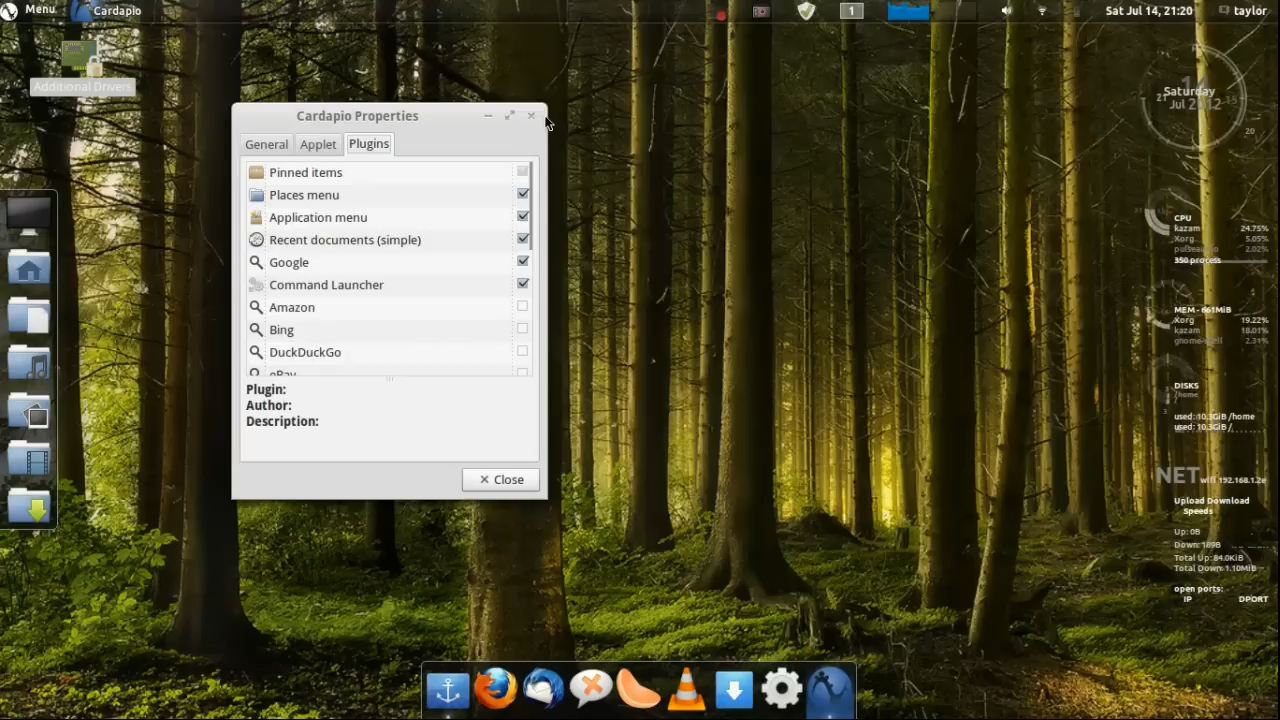 Menu
Cardapio
1
Sat Jul 14, 21:20
taylor
Additional Drivers
Cardapio Properties
General
Applet
Plugins
Pinned items
Places menu
Application menu
Recent documents (simple)
Google
Command Launcher
Amazon
Bing
DuckDuckGo
eBay
Plugin:
Author:
Description:
Close
Saturday
Jul 2012
20
CPU
kazam 24.75%
Xorg 5.05%
pulseaudio 2.02%
350 process
MEM - 661MiB
Xorg 19.22%
kazam 18.01%
gnome-shell 2.31%
DISKS
/home
used: 10.3GiB /home
used: 10.3GiB /
NET wifi 192.168.1.2e
Upload Download
Speeds
Up: 0B
Down: 189B
Total Up: 84.0KiB
Total Down: 1.10MiB
open ports:
IP DPORT